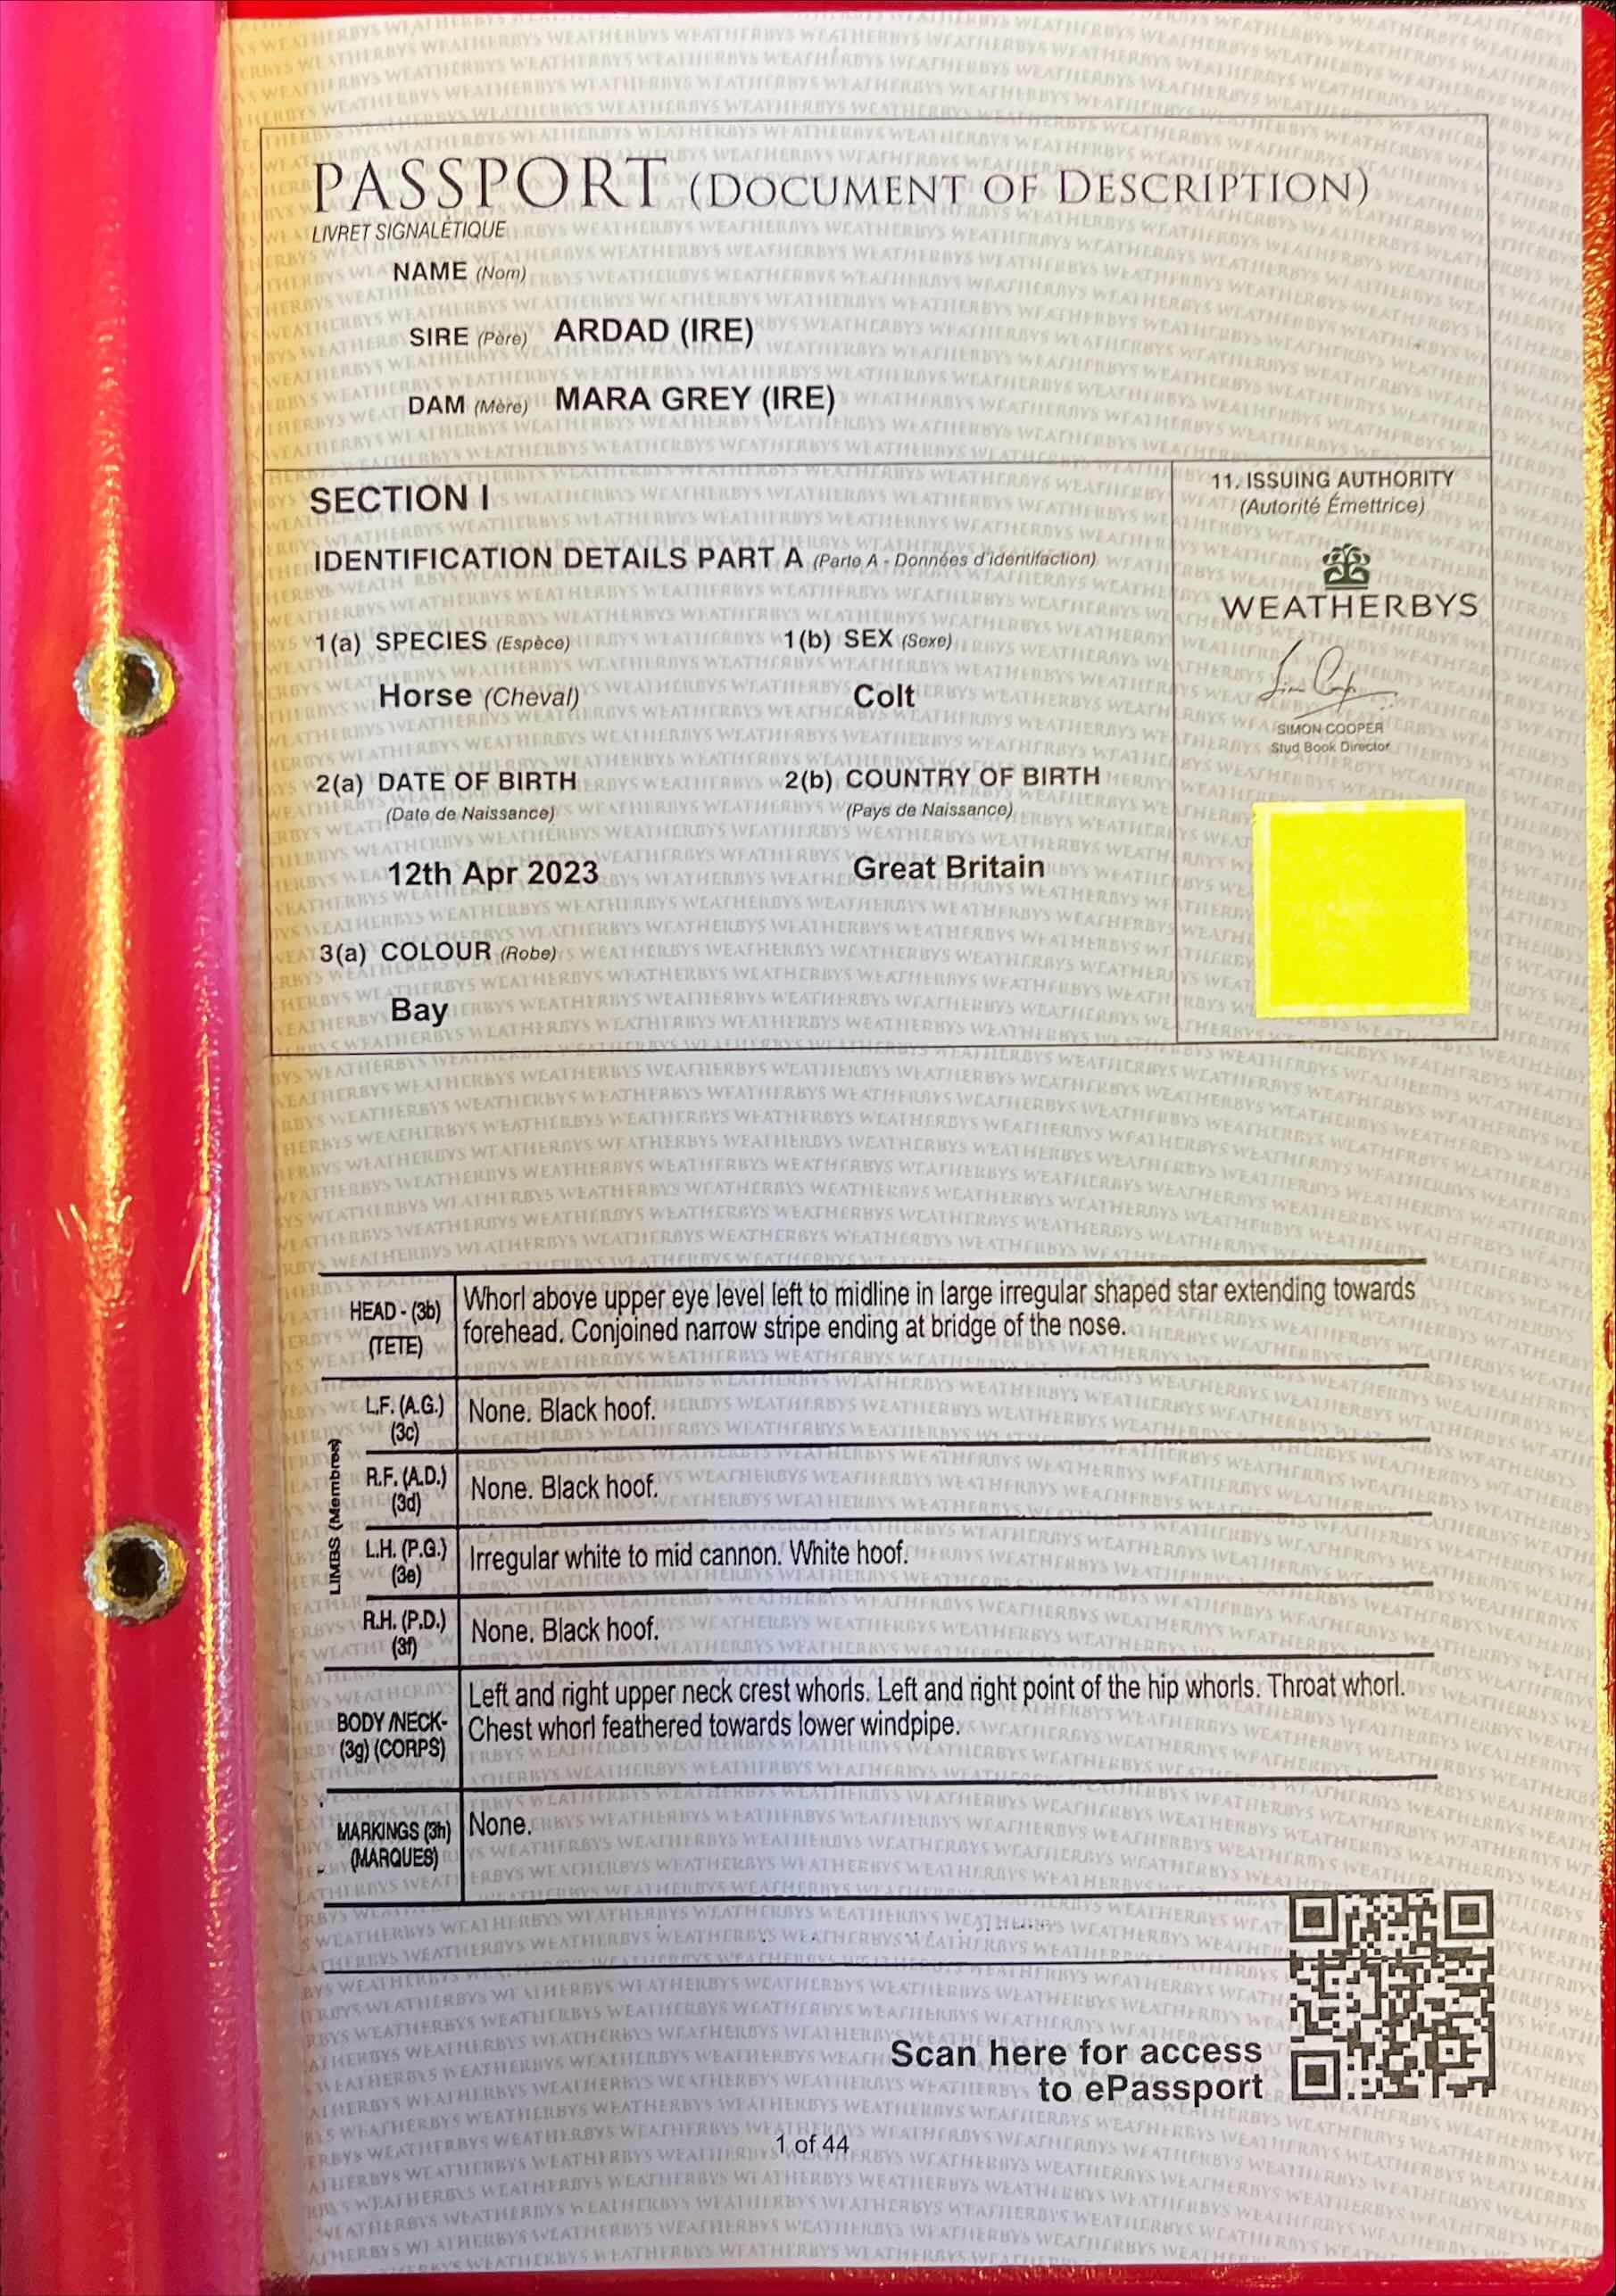 PASSPORT (DOCUMENT OF DESCRIPTION)
LIVRET SIGNALÉTIQUE
NAME (Nom)
SIRE (Père) ARDAD (IRE)
DAM (Mère) MARA GREY (IRE)
SECTION I
IDENTIFICATION DETAILS PART A (Partie A - Données d'identifaction)
1(a) SPECIES (Espèce)
1(b) SEX (Sexe)
Horse (Cheval)
Colt
2(a) DATE OF BIRTH
(Date de Naissance)
2(b) COUNTRY OF BIRTH
(Pays de Naissance)
12th Apr 2023
Great Britain
3(a) COLOUR (Robe)
Bay
11. ISSUING AUTHORITY
(Autorité Émettrice)
WEATHERBYS
SIMON COOPER
Stud Book Director
HEAD - (3b)
(TETE)
Whorl above upper eye level left to midline in large irregular shaped star extending towards
forehead. Conjoined narrow stripe ending at bridge of the nose.
LIMBS (Membres)
L.F. (A.G.)
(3c)
None. Black hoof.
R.F. (A.D.)
(3d)
None. Black hoof.
L.H. (P.G.)
(3e)
Irregular white to mid cannon. White hoof.
R.H. (P.D.)
(3f)
None. Black hoof.
BODY /NECK-
(3g) (CORPS)
Left and right upper neck crest whorls. Left and right point of the hip whorls. Throat whorl.
Chest whorl feathered towards lower windpipe.
MARKINGS (3h)
(MARQUES)
None.
Scan here for access
to ePassport
1 of 44